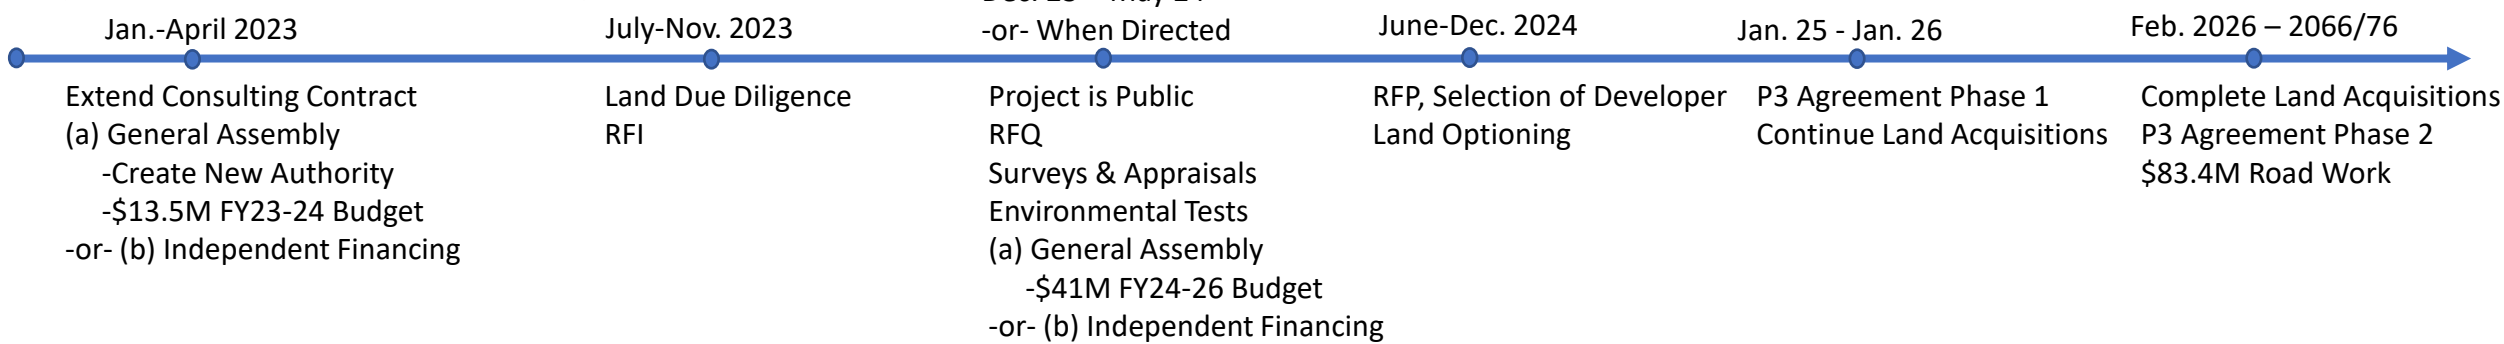 Jan.-April 2023
Extend Consulting Contract
(a) General Assembly
-Create New Authority
-$13.5M FY23-24 Budget
-or- (b) Independent Financing
July-Nov. 2023
Land Due Diligence
RFI
-or- When Directed
Project is Public
RFQ
Surveys & Appraisals
Environmental Tests
(a) General Assembly
-$41M FY24-26 Budget
-or- (b) Independent Financing
June-Dec. 2024
RFP, Selection of Developer
Land Optioning
Jan. 25 - Jan. 26
P3 Agreement Phase 1
Continue Land Acquisitions
Feb. 2026 – 2066/76
Complete Land Acquisitions
P3 Agreement Phase 2
$83.4M Road Work